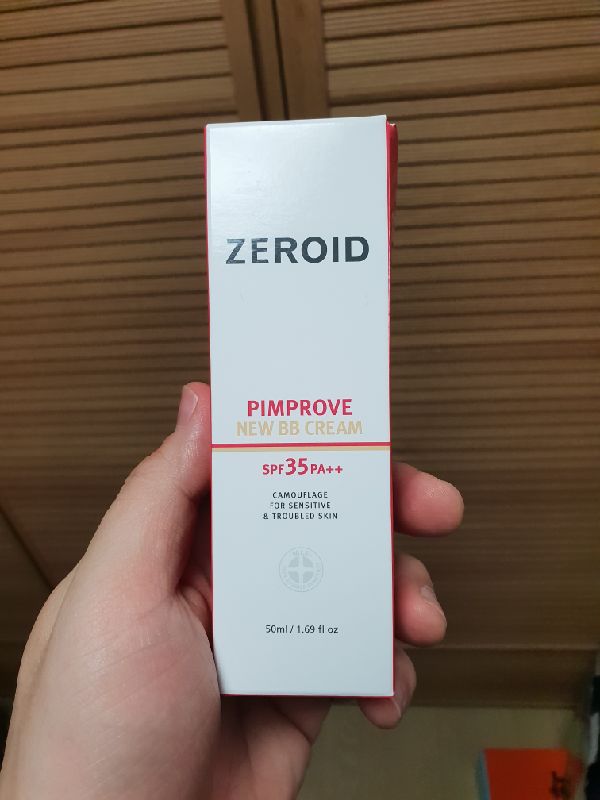 ZEROID
PIMPROVE
NEW BB CREAM
SPF35PA++
CAMOUFLAGE
FOR SENSITIVE
& TROUBLED SKIN
50ml / 1.69 fl oz